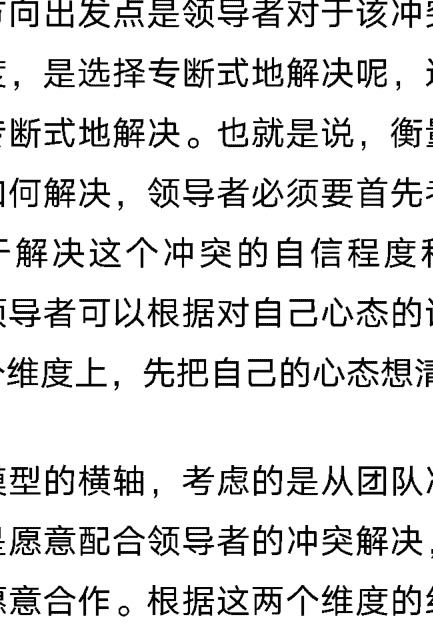 方向出发点是领导者对于该冲突
度，是选择专断式地解决呢，
专断式地解决。也就是说，衡量
如何解决，领导者必须要首先考
于解决这个冲突的自信程度和
领导者可以根据对自己心态的
个维度上，先把自己的心态想清
模型的横轴，考虑的是从团队
是愿意配合领导者的冲突解决，
愿意合作。根据这两个维度的